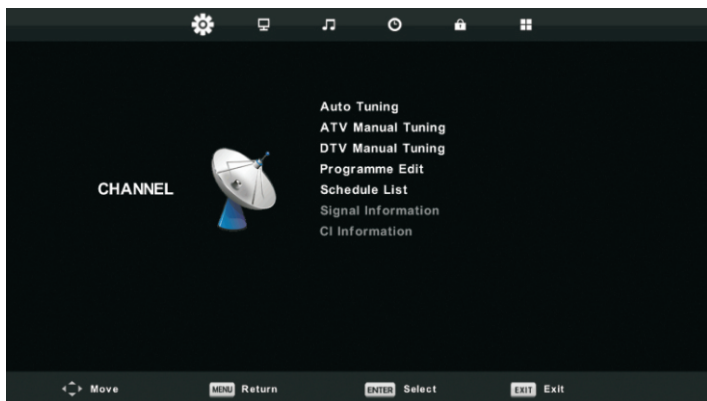 Auto Tuning
ATV Manual Tuning
DTV Manual Tuning
Programme Edit
CHANNEL
Schedule List
Signal Information
CI Information
Move MENU Return ENTER Select EXIT Exit